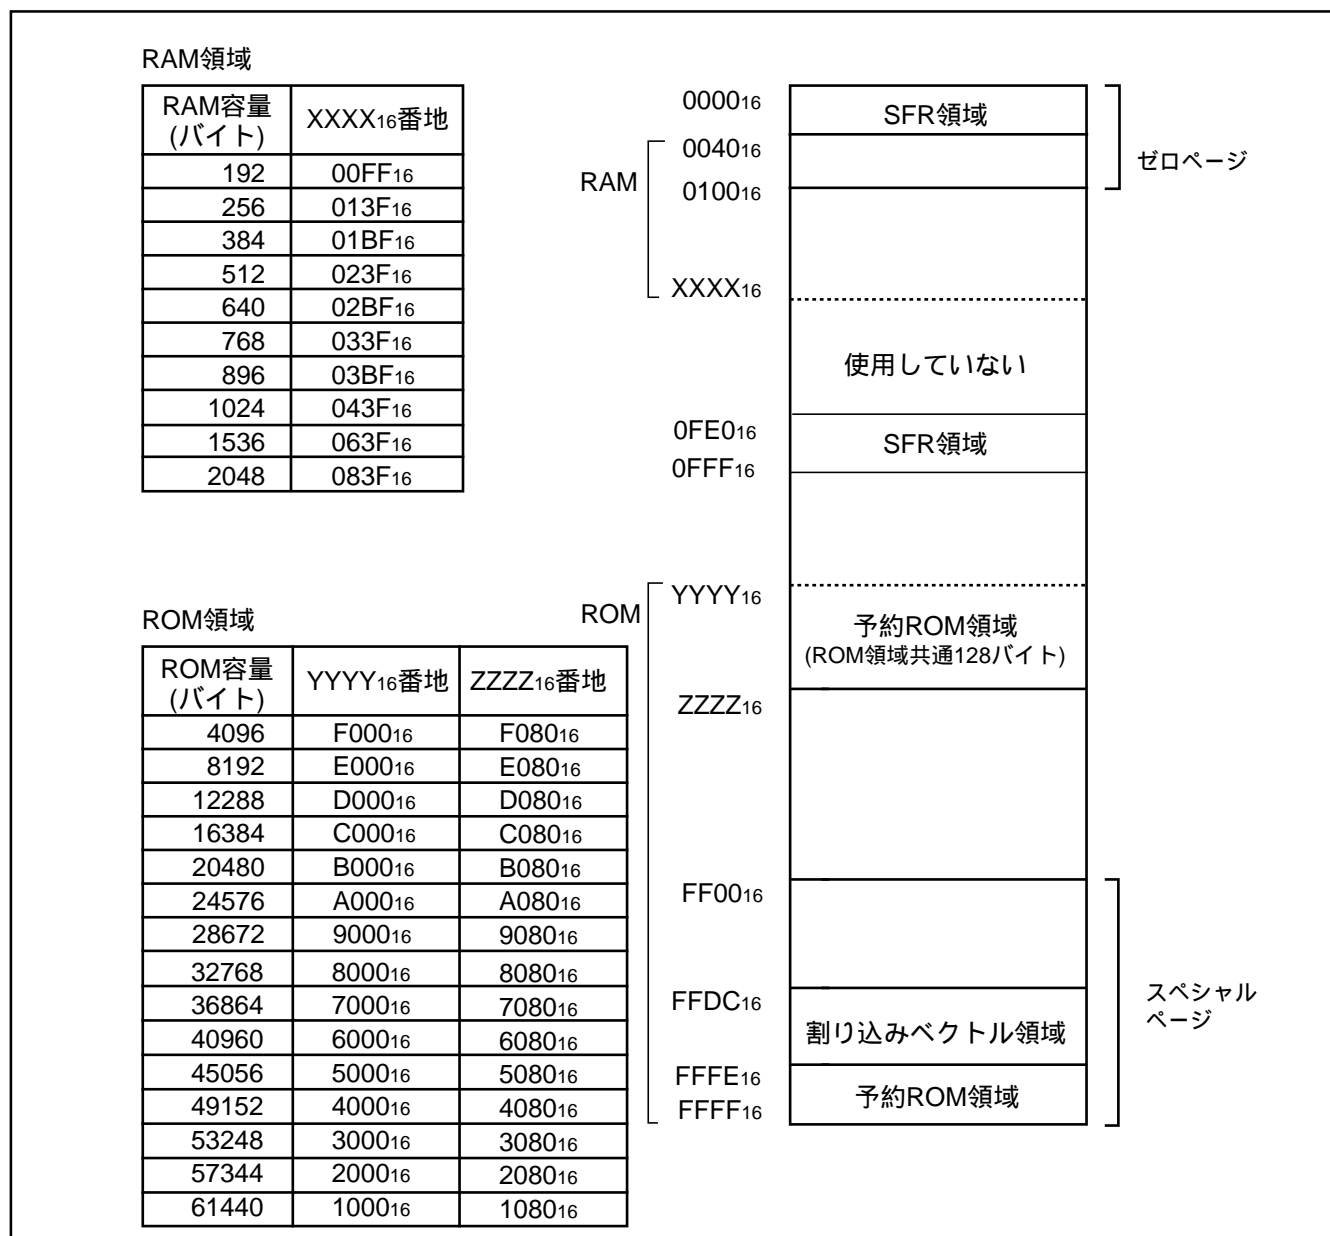 RAM領域
RAM容量
(バイト)
XXXX16番地
192 00FF16
256 013F16
384 01BF16
512 023F16
640 02BF16
768 033F16
896 03BF16
1024 043F16
1536 063F16
2048 083F16
ROM領域
ROM容量
(バイト)
YYYY16番地 ZZZZ16番地
4096 F00016 F08016
8192 E00016 E08016
12288 D00016 D08016
16384 C00016 C08016
20480 B00016 B08016
24576 A00016 A08016
28672 900016 908016
32768 800016 808016
36864 700016 708016
40960 600016 608016
45056 500016 508016
49152 400016 408016
53248 300016 308016
57344 200016 208016
61440 100016 108016
000016
SFR領域
004016
RAM
010016
ゼロページ
XXXX16
使用していない
0FE016
SFR領域
0FFF16
ROM
YYYY16
予約ROM領域
(ROM領域共通128バイト)
ZZZZ16
FF0016
FFDC16
割り込みベクトル領域
スペシャル
ページ
FFFE16
予約ROM領域
FFFF16